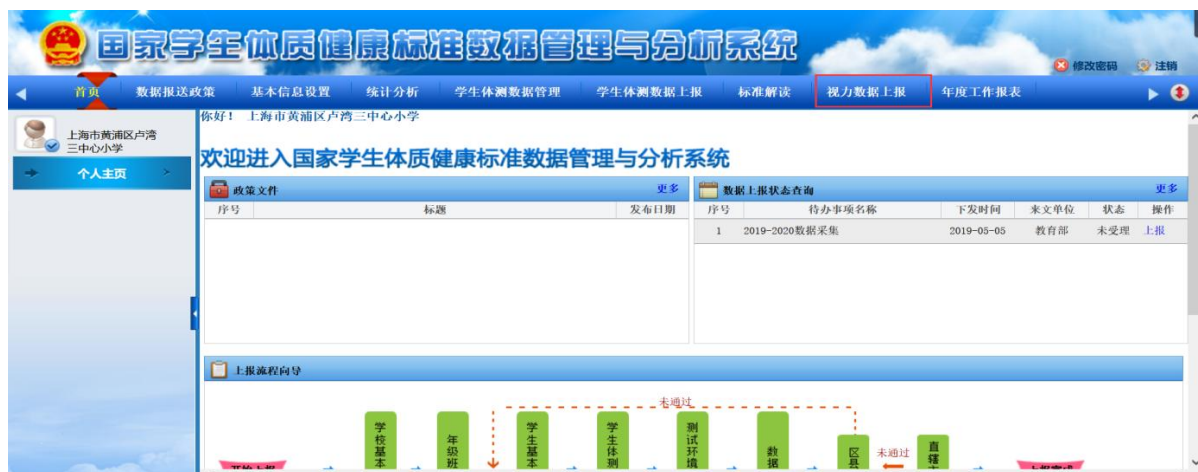 国家学生体质健康标准数据管理与分析系统
修改密码 注销
首页 数据报送政策 基本信息设置 统计分析 学生体测数据管理 学生体测数据上报 标准解读 视力数据上报 年度工作报表
上海市黄浦区卢湾
三中心小学
个人主页
你好！ 上海市黄浦区卢湾三中心小学
欢迎进入国家学生体质健康标准数据管理与分析系统
政策文件 更多
序号 标题 发布日期
数据上报状态查询 更多
序号 待办事项名称 下发时间 来文单位 状态 操作
1 2019-2020数据采集 2019-05-05 教育部 未受理 上报
上报流程向导
未通过
学校基本
年级班
学生基本
学生体测
测试环境
数据
区县
未通过
直辖